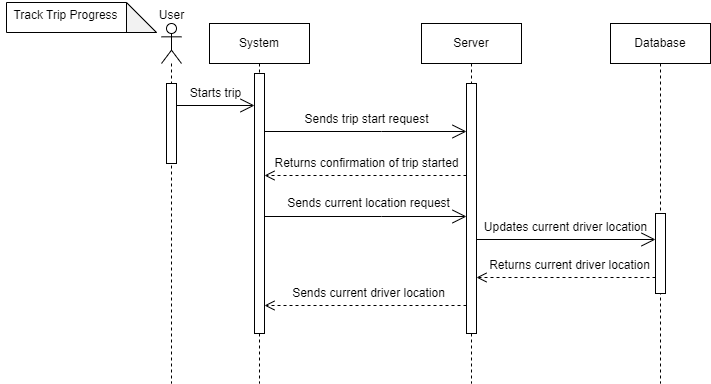 Track Trip Progress
User
System
Server
Database
Starts trip
Sends trip start request
Returns confirmation of trip started
Sends current location request
Updates current driver location
Returns current driver location
Sends current driver location